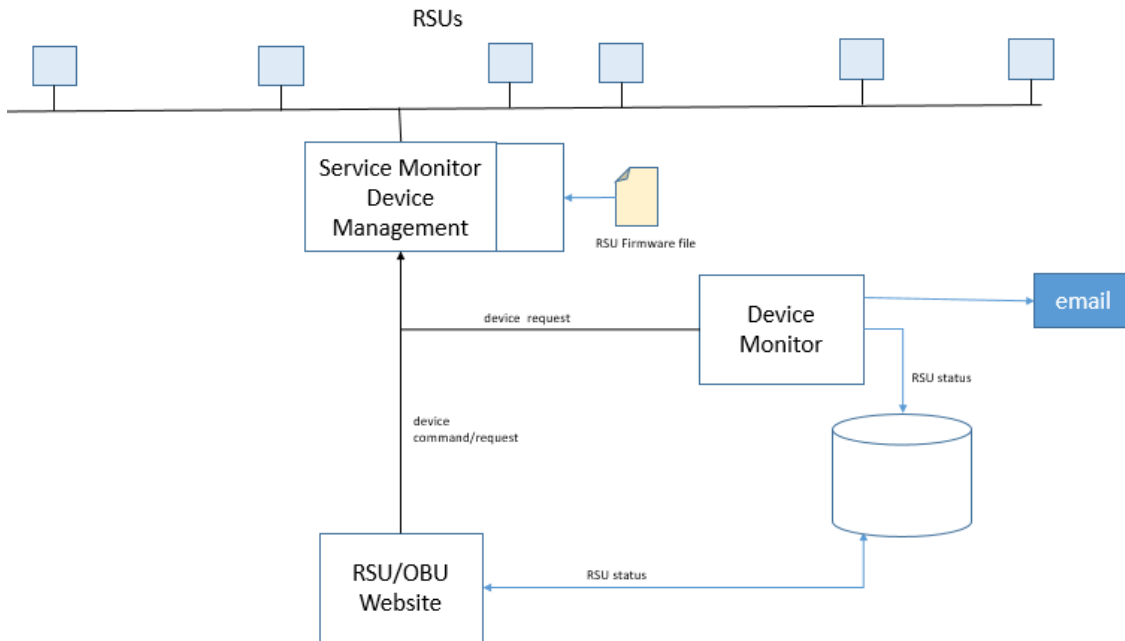 RSUs
Service Monitor
Device
Management
RSU Firmware file
email
Device
Monitor
device request
RSU status
device
command/request
RSU/OBU
Website
RSU status